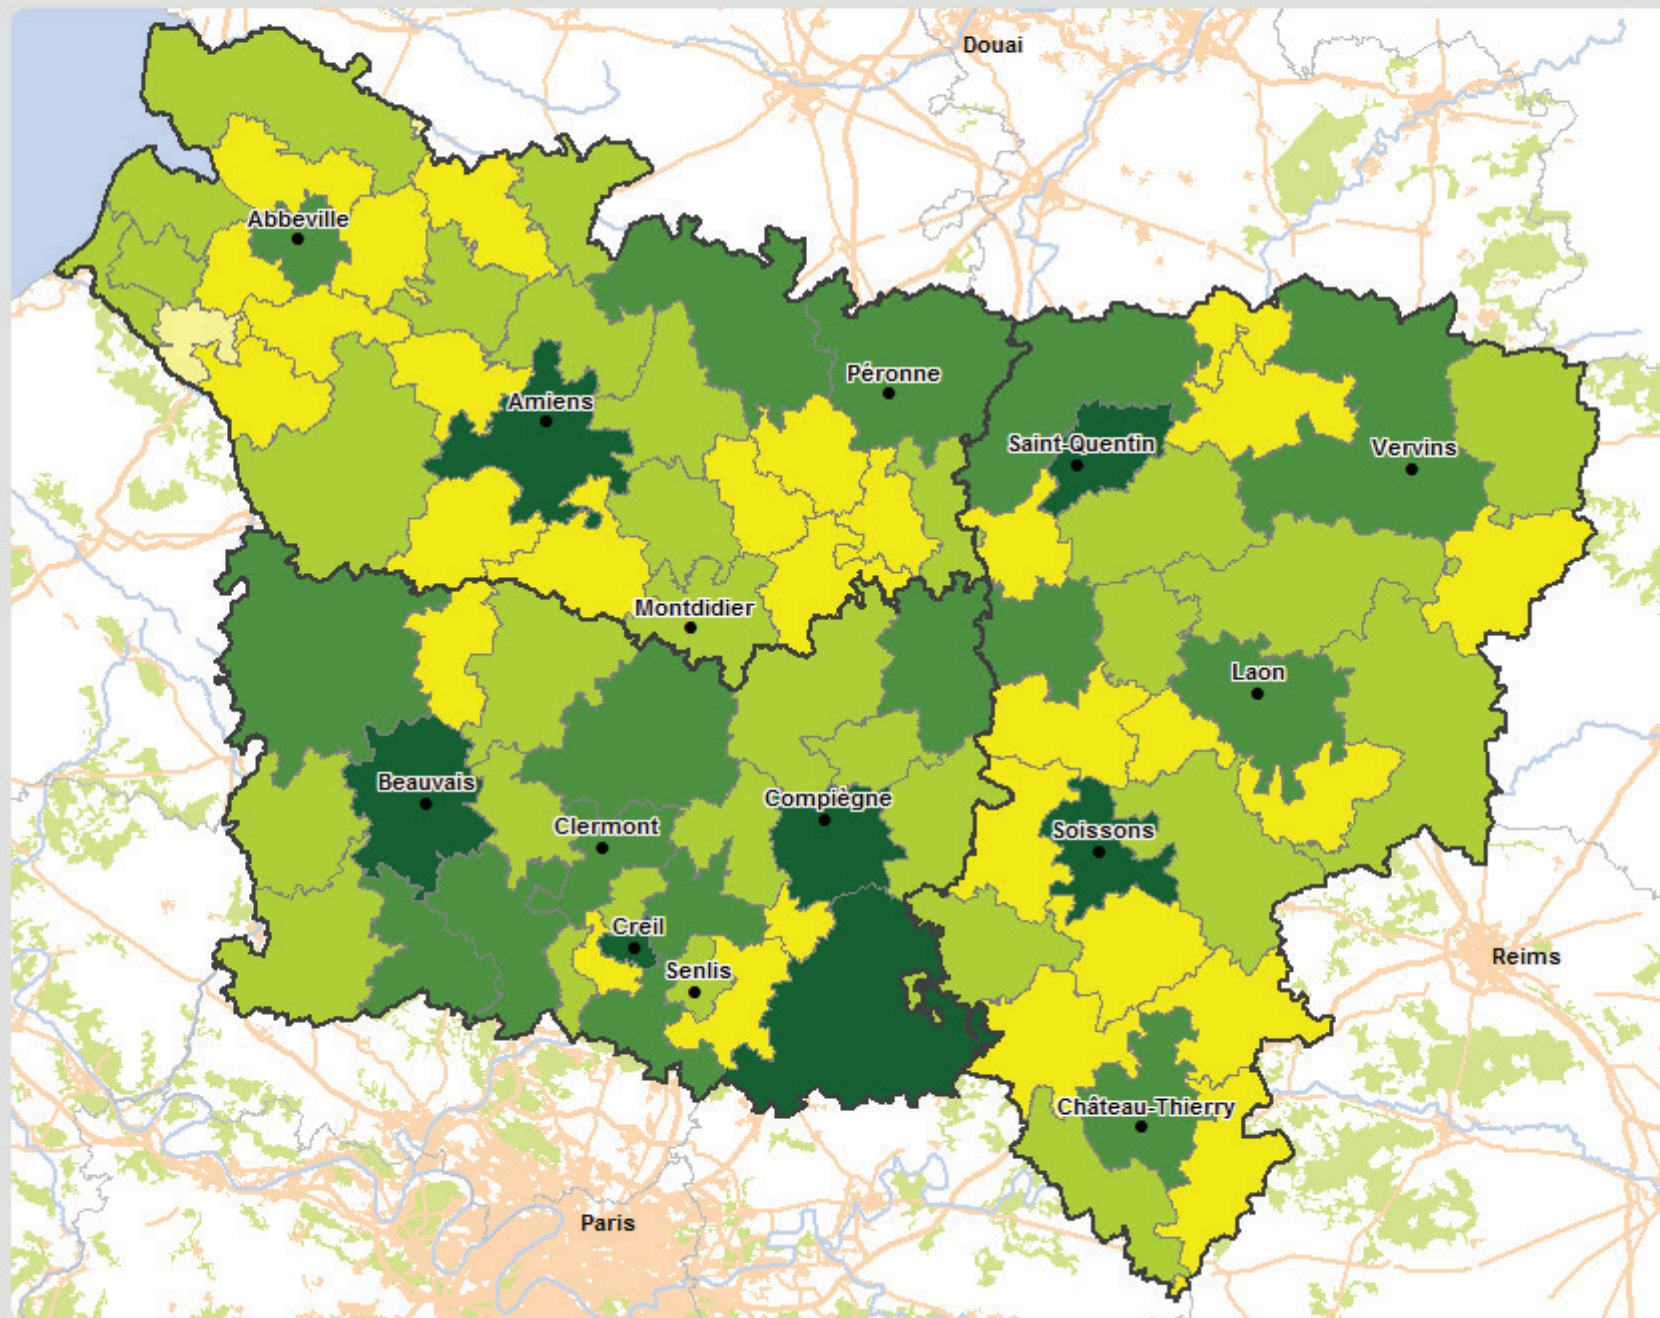 Douai
Abbeville
Péronne
Amiens
Saint-Quentin
Vervins
Montdidier
Laon
Beauvais
Compiègne
Clermont
Soissons
Creil
Senlis
Reims
Château-Thierry
Paris